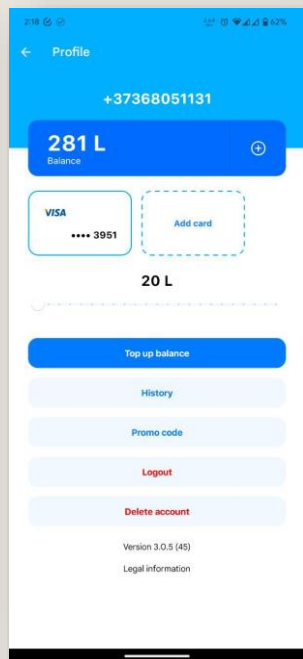 2:18
62%
Profile
+37368051131
281 L
Balance
VISA
•••• 3951
Add card
20 L
Top up balance
History
Promo code
Logout
Delete account
Version 3.0.5 (45)
Legal information